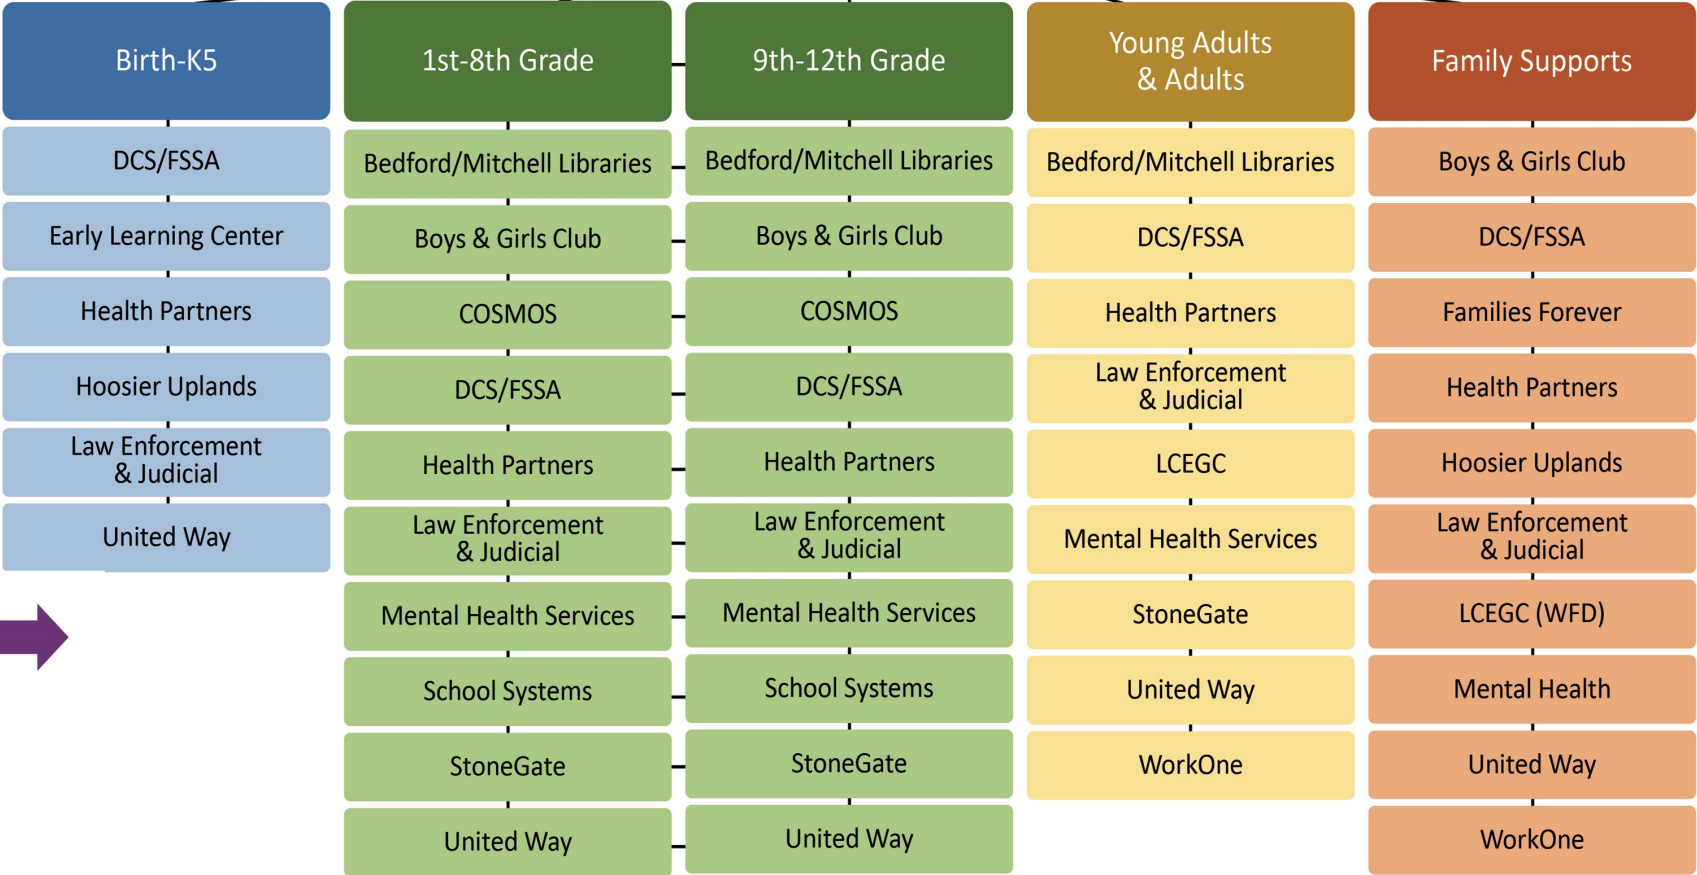 Birth-K5
DCS/FSSA
Early Learning Center
Health Partners
Hoosier Uplands
Law Enforcement
& Judicial
United Way
1st-8th Grade
Bedford/Mitchell Libraries
Boys & Girls Club
COSMOS
DCS/FSSA
Health Partners
Law Enforcement
& Judicial
Mental Health Services
School Systems
StoneGate
United Way
9th-12th Grade
Bedford/Mitchell Libraries
Boys & Girls Club
COSMOS
DCS/FSSA
Health Partners
Law Enforcement
& Judicial
Mental Health Services
School Systems
StoneGate
United Way
Young Adults
& Adults
Bedford/Mitchell Libraries
DCS/FSSA
Health Partners
Law Enforcement
& Judicial
LCEGC
Mental Health Services
StoneGate
United Way
WorkOne
Family Supports
Boys & Girls Club
DCS/FSSA
Families Forever
Health Partners
Hoosier Uplands
Law Enforcement
& Judicial
LCEGC (WFD)
Mental Health
United Way
WorkOne